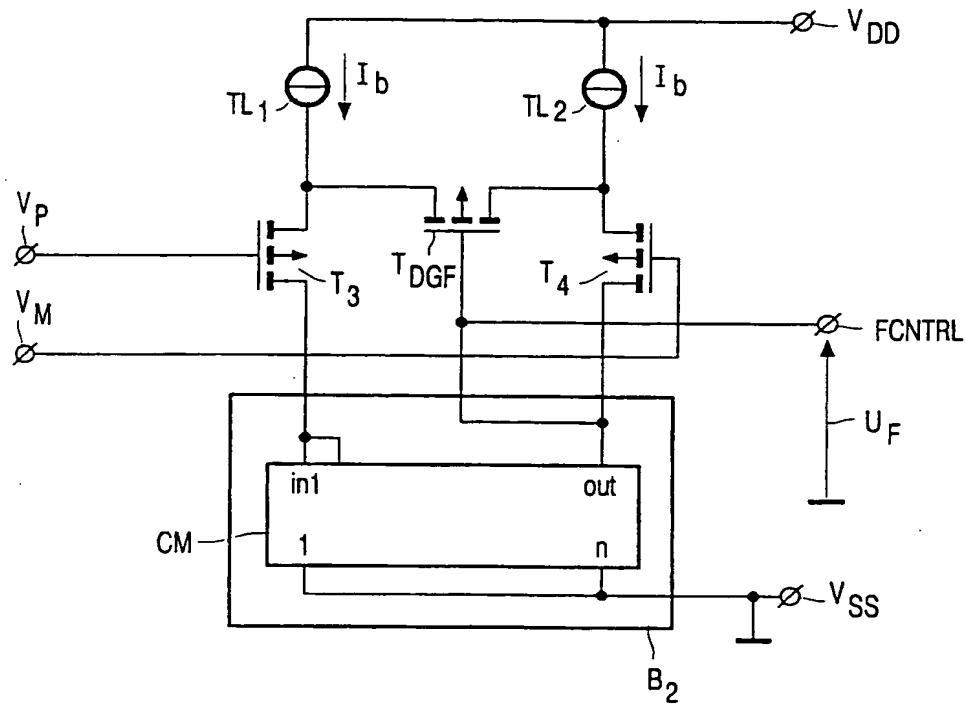 V_DD
I_b
TL_1
I_b
TL_2
V_P
T_3
T_DGF
T_4
V_M
FCNTRL
U_F
in1
out
CM
1
n
V_SS
B_2